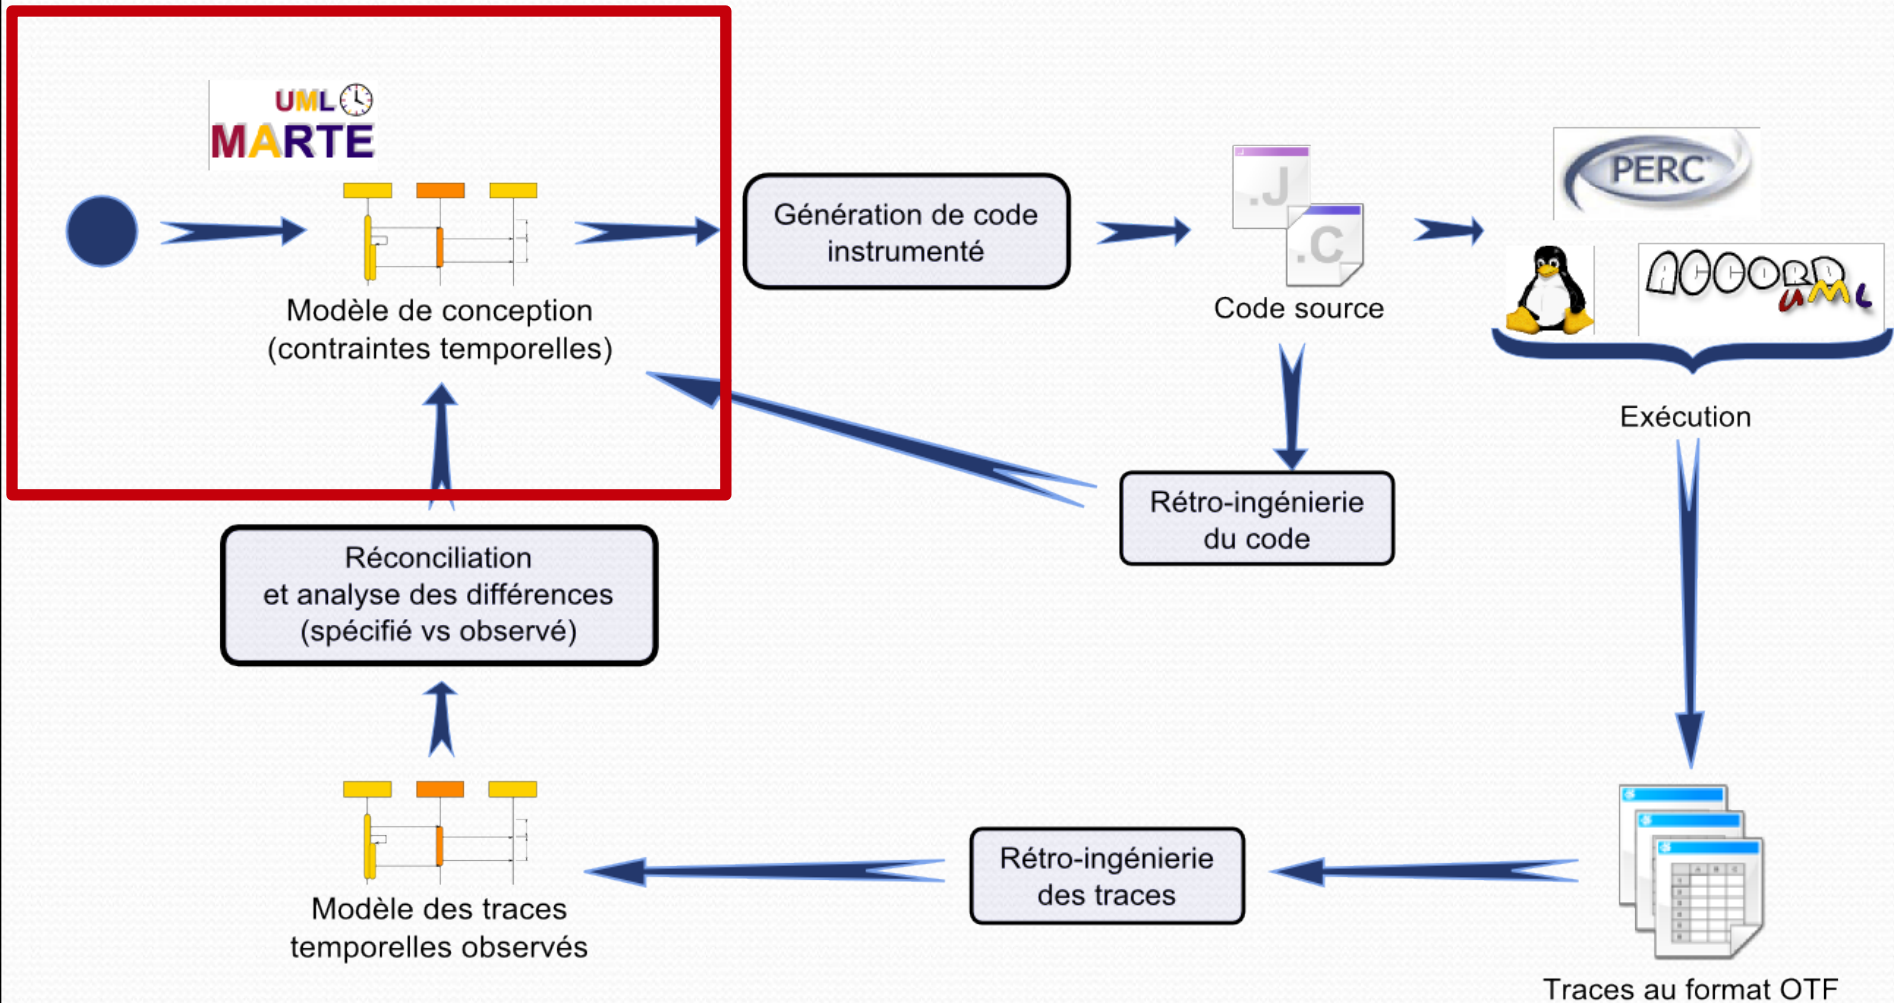 UML
MARTE
Modèle de conception
(contraintes temporelles)
Génération de code
instrumenté
.J
.C
Code source
PERC
ACCORD
UML
Exécution
Rétro-ingénierie
du code
Réconciliation
et analyse des différences
(spécifié vs observé)
Modèle des traces
temporelles observés
Rétro-ingénierie
des traces
A B C
Traces au format OTF